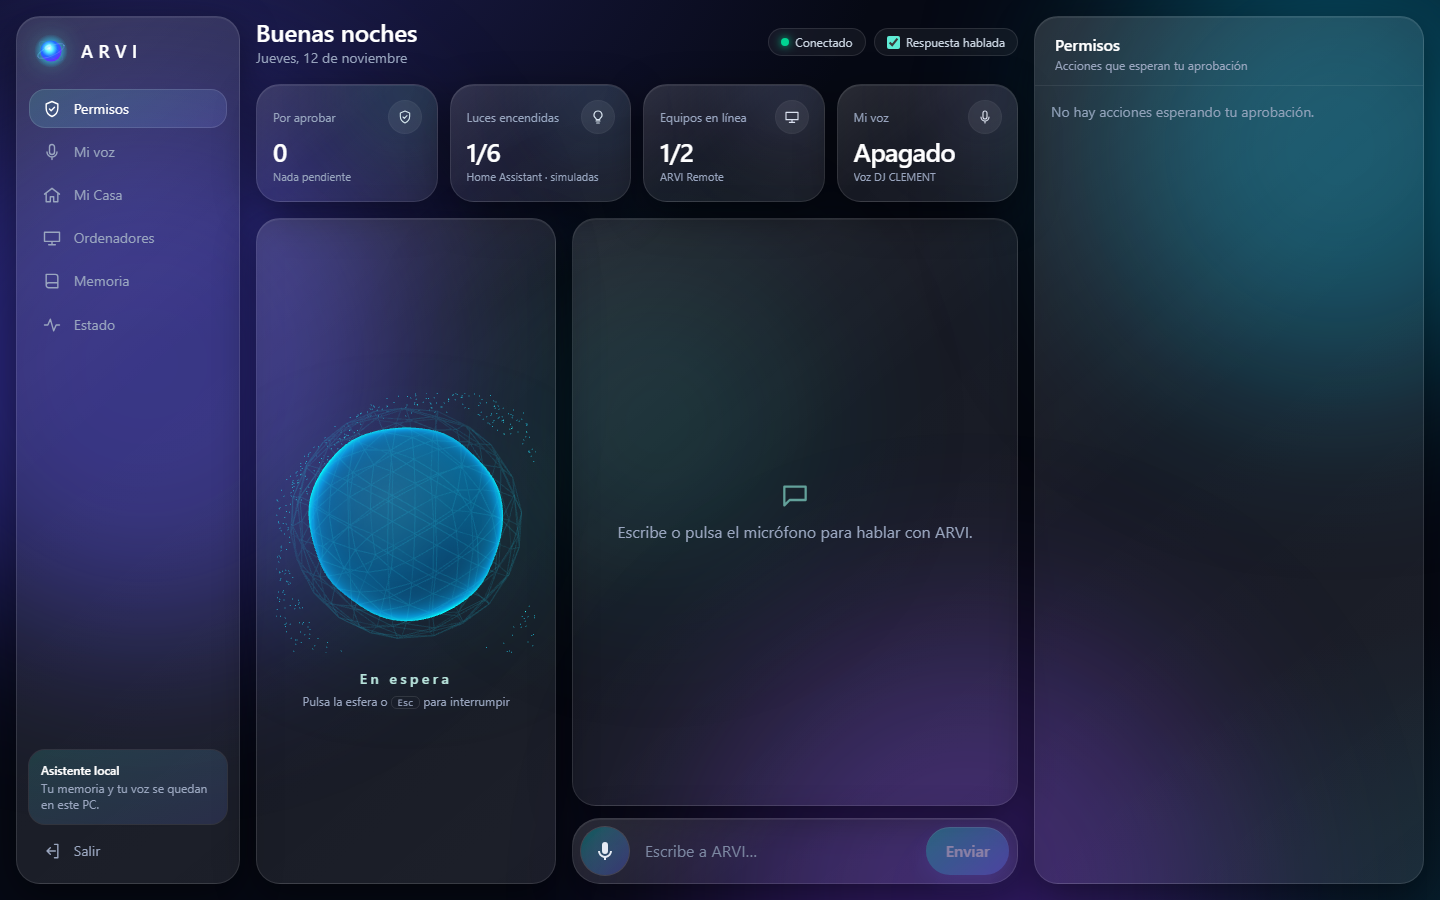 ARVI
Permisos
Mi voz
Mi Casa
Ordenadores
Memoria
Estado
Asistente local
Tu memoria y tu voz se quedan
en este PC.
Salir
Buenas noches
Jueves, 12 de noviembre
Conectado
Respuesta hablada
Por aprobar
0
Nada pendiente
Luces encendidas
1/6
Home Assistant · simuladas
Equipos en línea
1/2
ARVI Remote
Mi voz
Apagado
Voz DJ CLEMENT
En espera
Pulsa la esfera o Esc para interrumpir
Escribe o pulsa el micrófono para hablar con ARVI.
Escribe a ARVI...
Enviar
Permisos
Acciones que esperan tu aprobación
No hay acciones esperando tu aprobación.